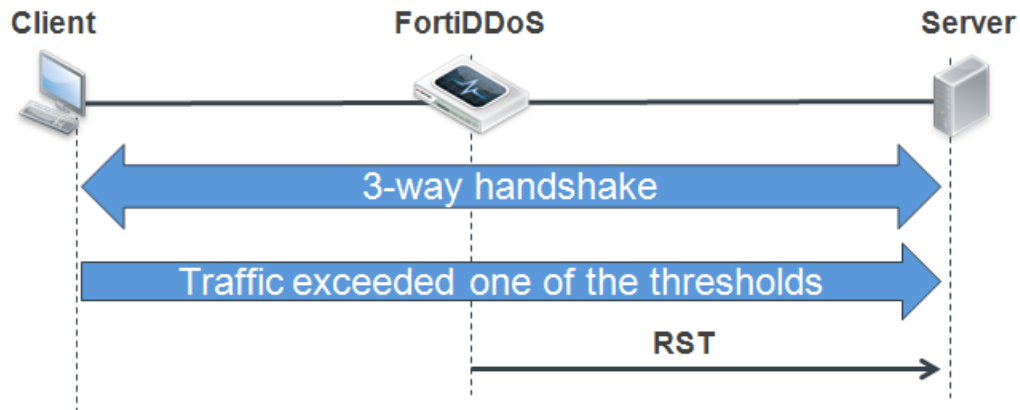 Client FortiDDoS Server
3-way handshake
Traffic exceeded one of the thresholds
RST